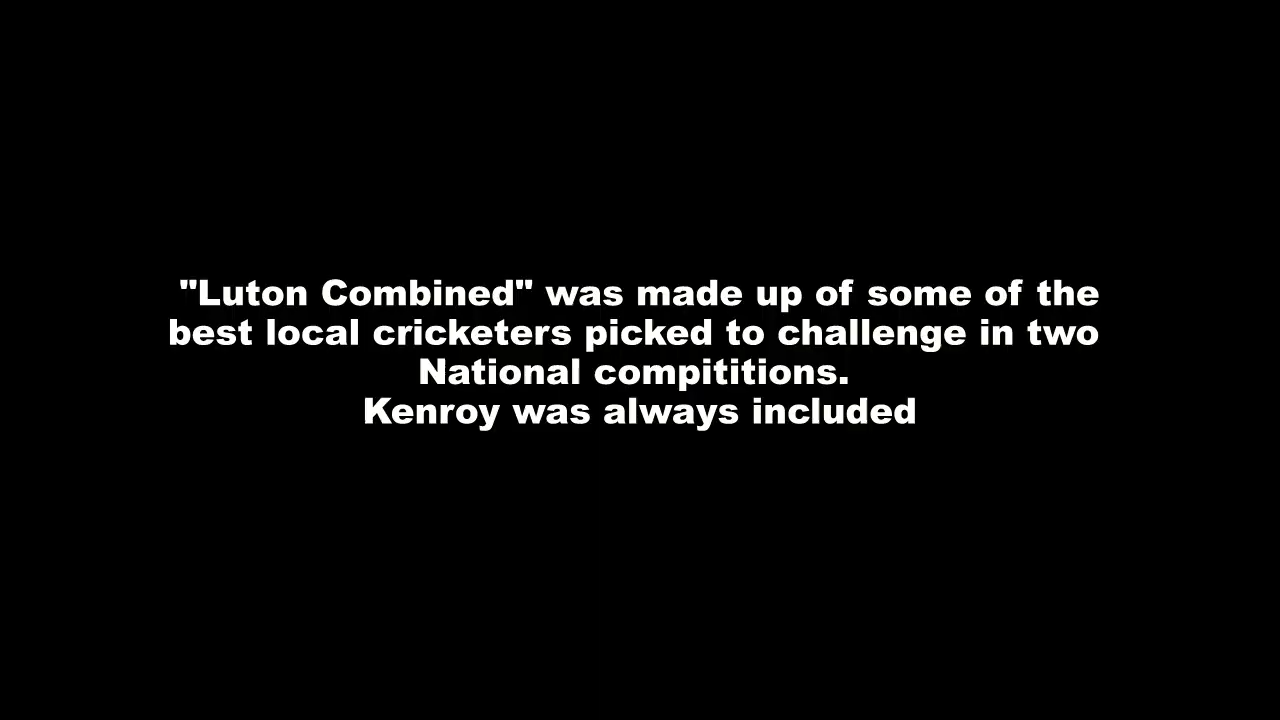 "Luton Combined" was made up of some of the
best local cricketers picked to challenge in two
National compititions.
Kenroy was always included